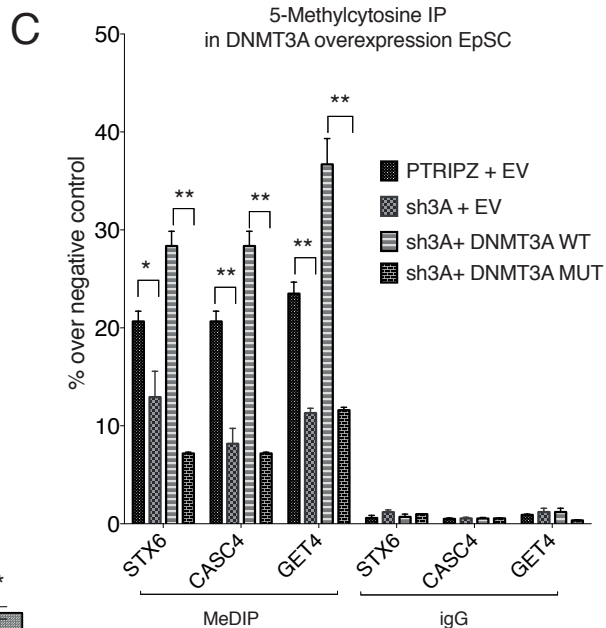 C
5-Methylcytosine IP
in DNMT3A overexpression EpSC
% over negative control
50
40
30
20
10
0
*
**
**
**
**
**
PTRIPZ + EV
sh3A + EV
sh3A+ DNMT3A WT
sh3A+ DNMT3A MUT
STX6
CASC4
GET4
STX6
CASC4
GET4
MeDIP
igG
*